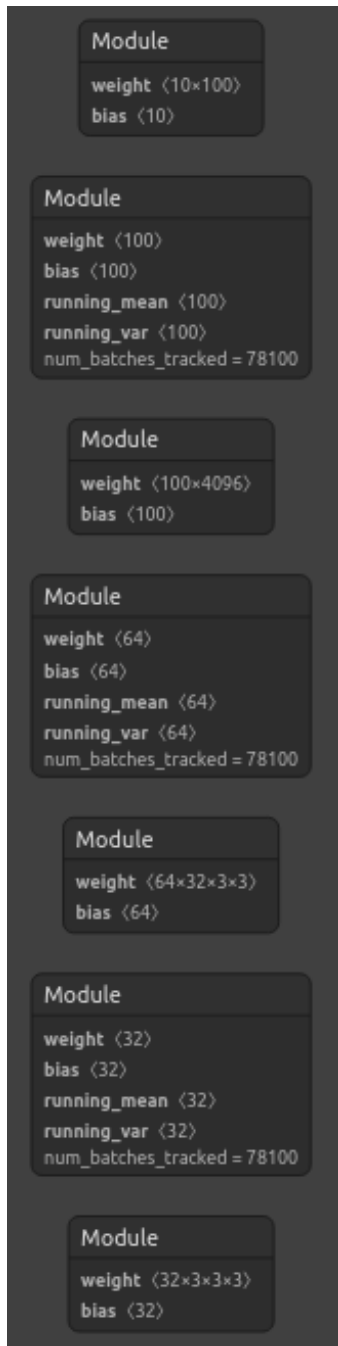 Module
weight 〈10×100〉
bias 〈10〉
Module
weight 〈100〉
bias 〈100〉
running_mean 〈100〉
running_var 〈100〉
num_batches_tracked = 78100
Module
weight 〈100×4096〉
bias 〈100〉
Module
weight 〈64〉
bias 〈64〉
running_mean 〈64〉
running_var 〈64〉
num_batches_tracked = 78100
Module
weight 〈64×32×3×3〉
bias 〈64〉
Module
weight 〈32〉
bias 〈32〉
running_mean 〈32〉
running_var 〈32〉
num_batches_tracked = 78100
Module
weight 〈32×3×3×3〉
bias 〈32〉